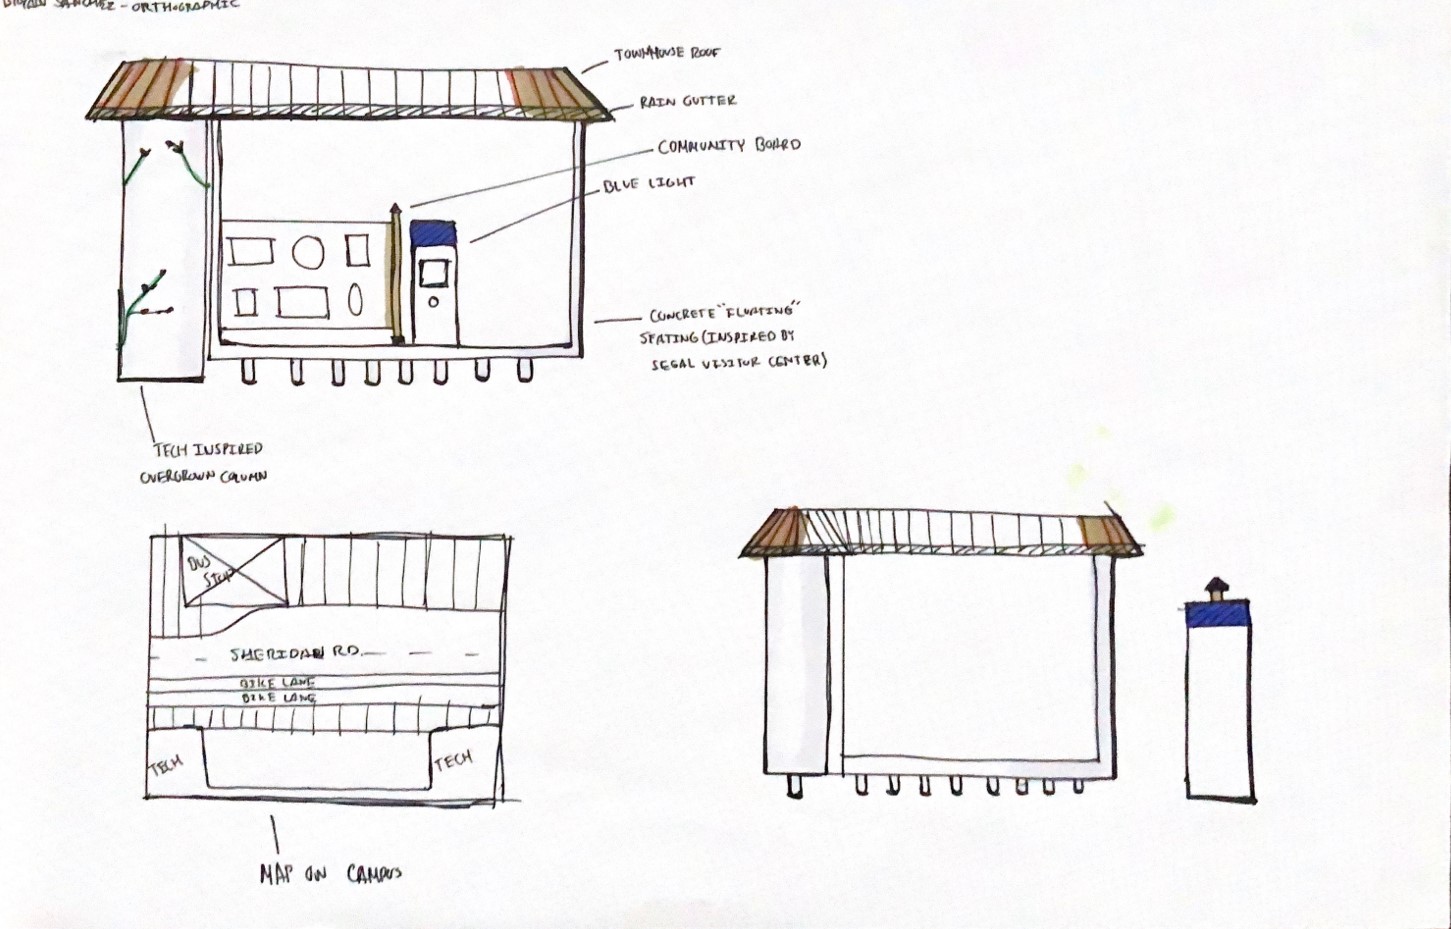 SANCHEZ - ORTHOGRAPHIC
TOWNHOUSE ROOF
RAIN GUTTER
COMMUNITY BOARD
BLUE LIGHT
CONCRETE "FLOATING"
SEATING (INSPIRED BY
SEGAL VISITOR CENTER)
TECH INSPIRED
OVERGROWN COLUMN
BUS
STOP
SHERIDAN RD.
BIKE LANE
BIKE LANE
TECH
TECH
MAP ON CAMPUS